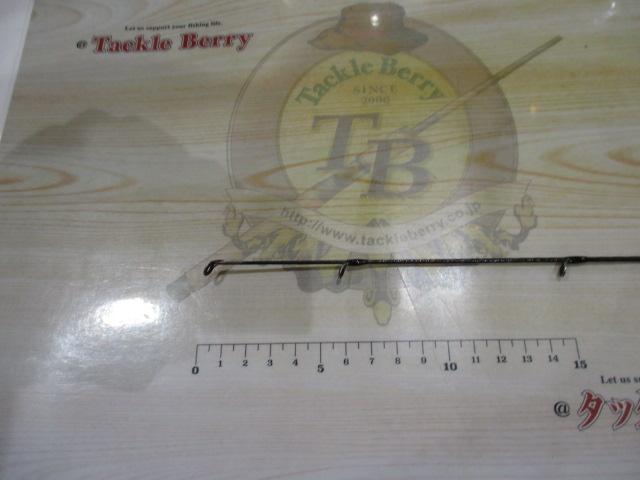 Let us support your fishing life.
@ Tackle Berry
Tackle Berry
SINCE
2000
TB
http://www.tackleberry.co.jp
0 1 2 3 4 5 6 7 8 9 10 11 12 13 14 15
Let us s
@ タッ